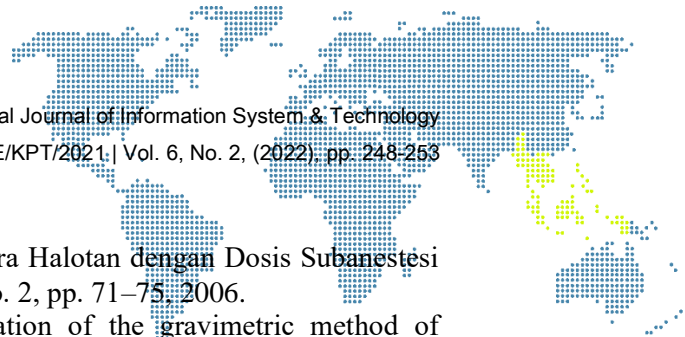 al Journal of Information System & Technology
E/KPT/2021 | Vol. 6, No. 2, (2022), pp. 248-253
ra Halotan dengan Dosis Subanestesi
o. 2, pp. 71–75, 2006.
ation of the gravimetric method of